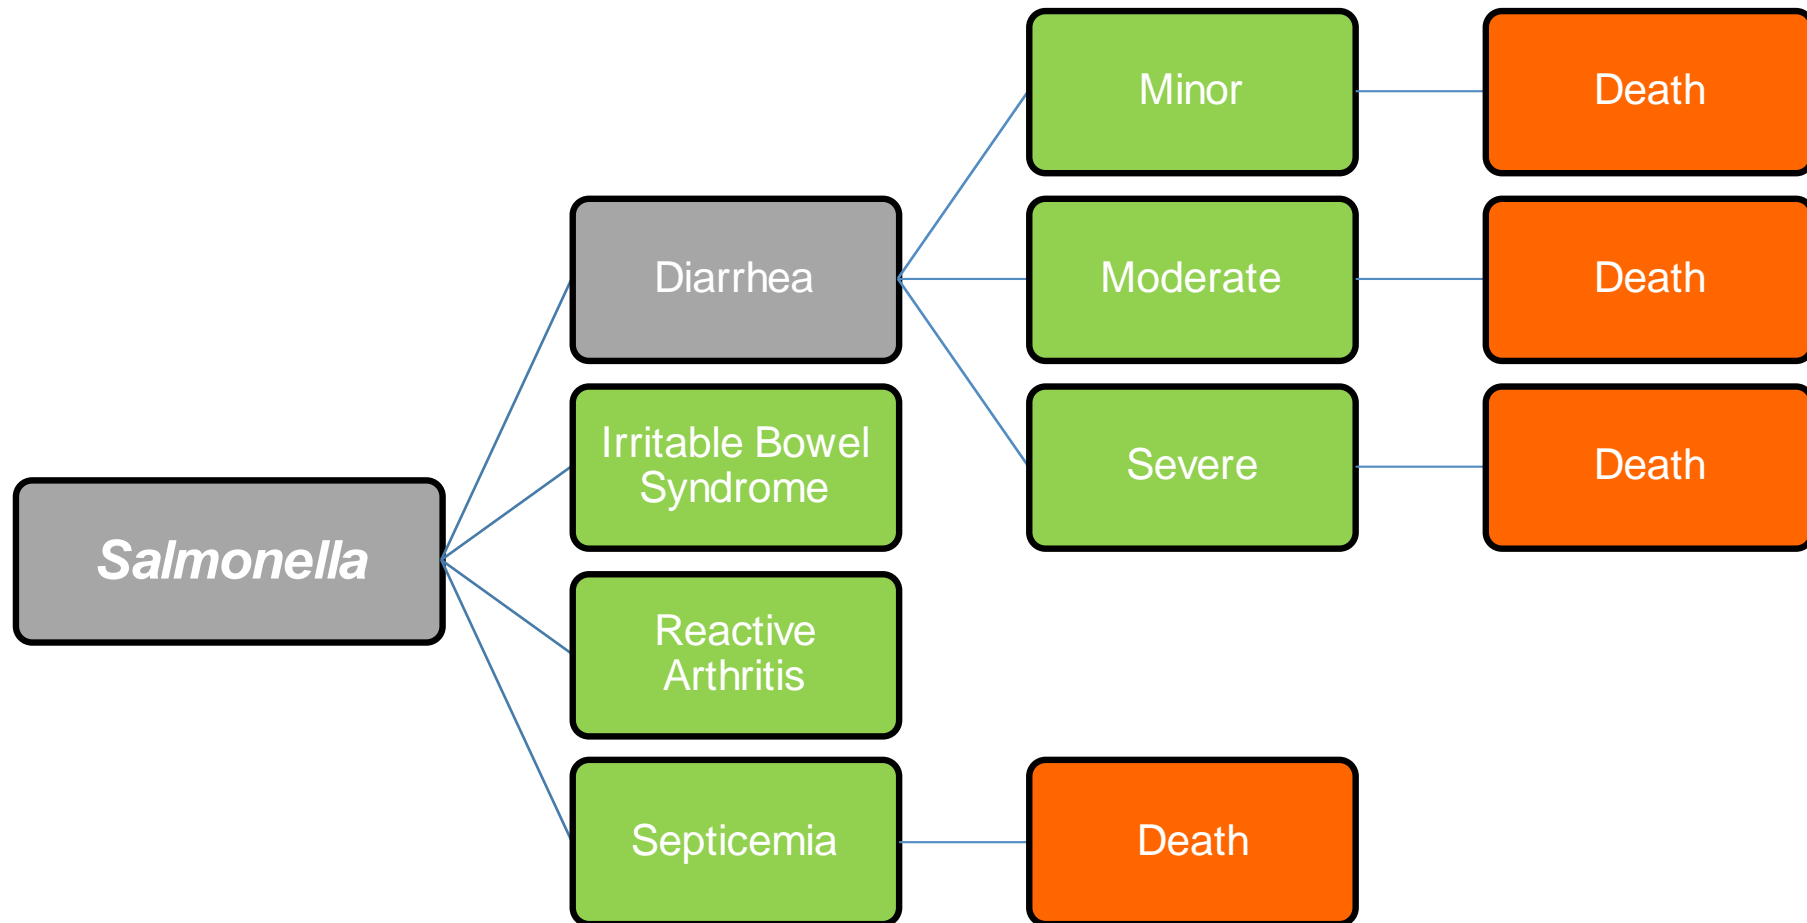 Minor
Death
Diarrhea
Moderate
Death
Irritable Bowel
Syndrome
Severe
Death
Salmonella
Reactive
Arthritis
Septicemia
Death